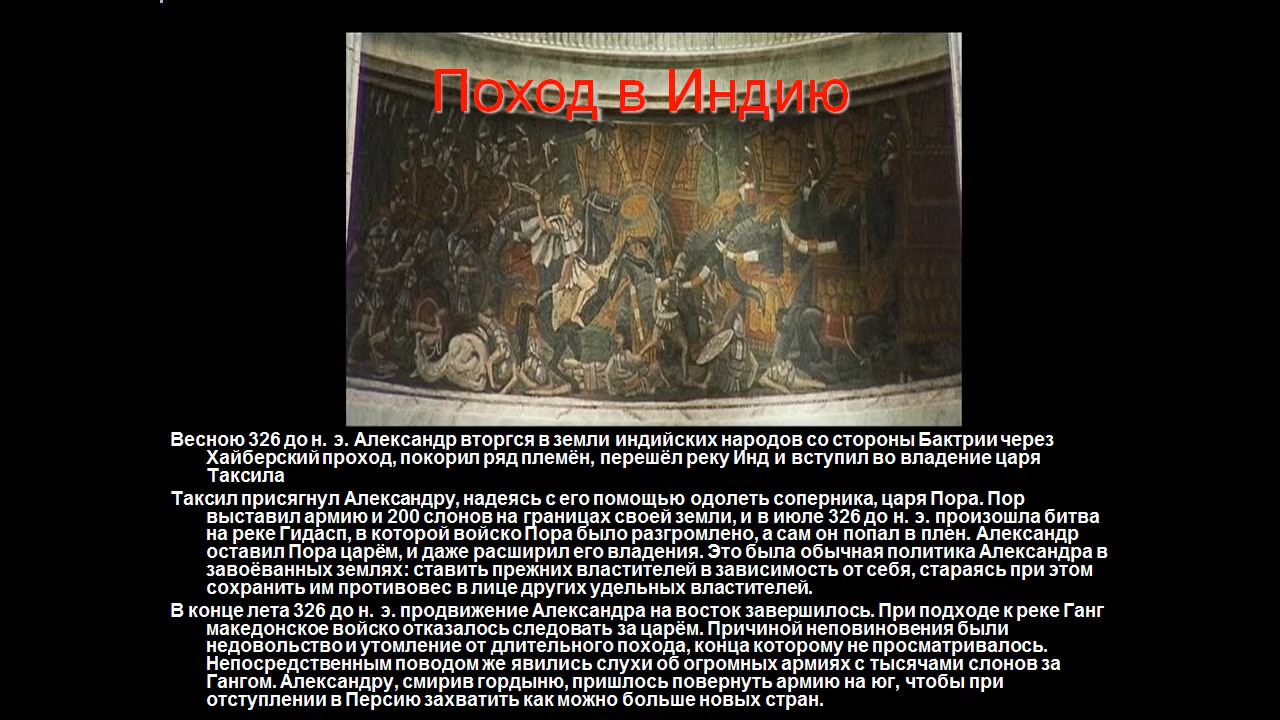 Поход в Индию
Весною 326 до н. э. Александр вторгся в земли индийских народов со стороны Бактрии через
Хайберский проход, покорил ряд племён, перешёл реку Инд и вступил во владение царя
Таксила
Таксил присягнул Александру, надеясь с его помощью одолеть соперника, царя Пора. Пор
выставил армию и 200 слонов на границах своей земли, и в июле 326 до н. э. произошла битва
на реке Гидасп, в которой войско Пора было разгромлено, а сам он попал в плен. Александр
оставил Пора царём, и даже расширил его владения. Это была обычная политика Александра в
завоёванных землях: ставить прежних властителей в зависимость от себя, стараясь при этом
сохранить им противовес в лице других удельных властителей.
В конце лета 326 до н. э. продвижение Александра на восток завершилось. При подходе к реке Ганг
македонское войско отказалось следовать за царём. Причиной неповиновения были
недовольство и утомление от длительного похода, конца которому не просматривалось.
Непосредственным поводом же явились слухи об огромных армиях с тысячами слонов за
Гангом. Александру, смирив гордыню, пришлось повернуть армию на юг, чтобы при
отступлении в Персию захватить как можно больше новых стран.